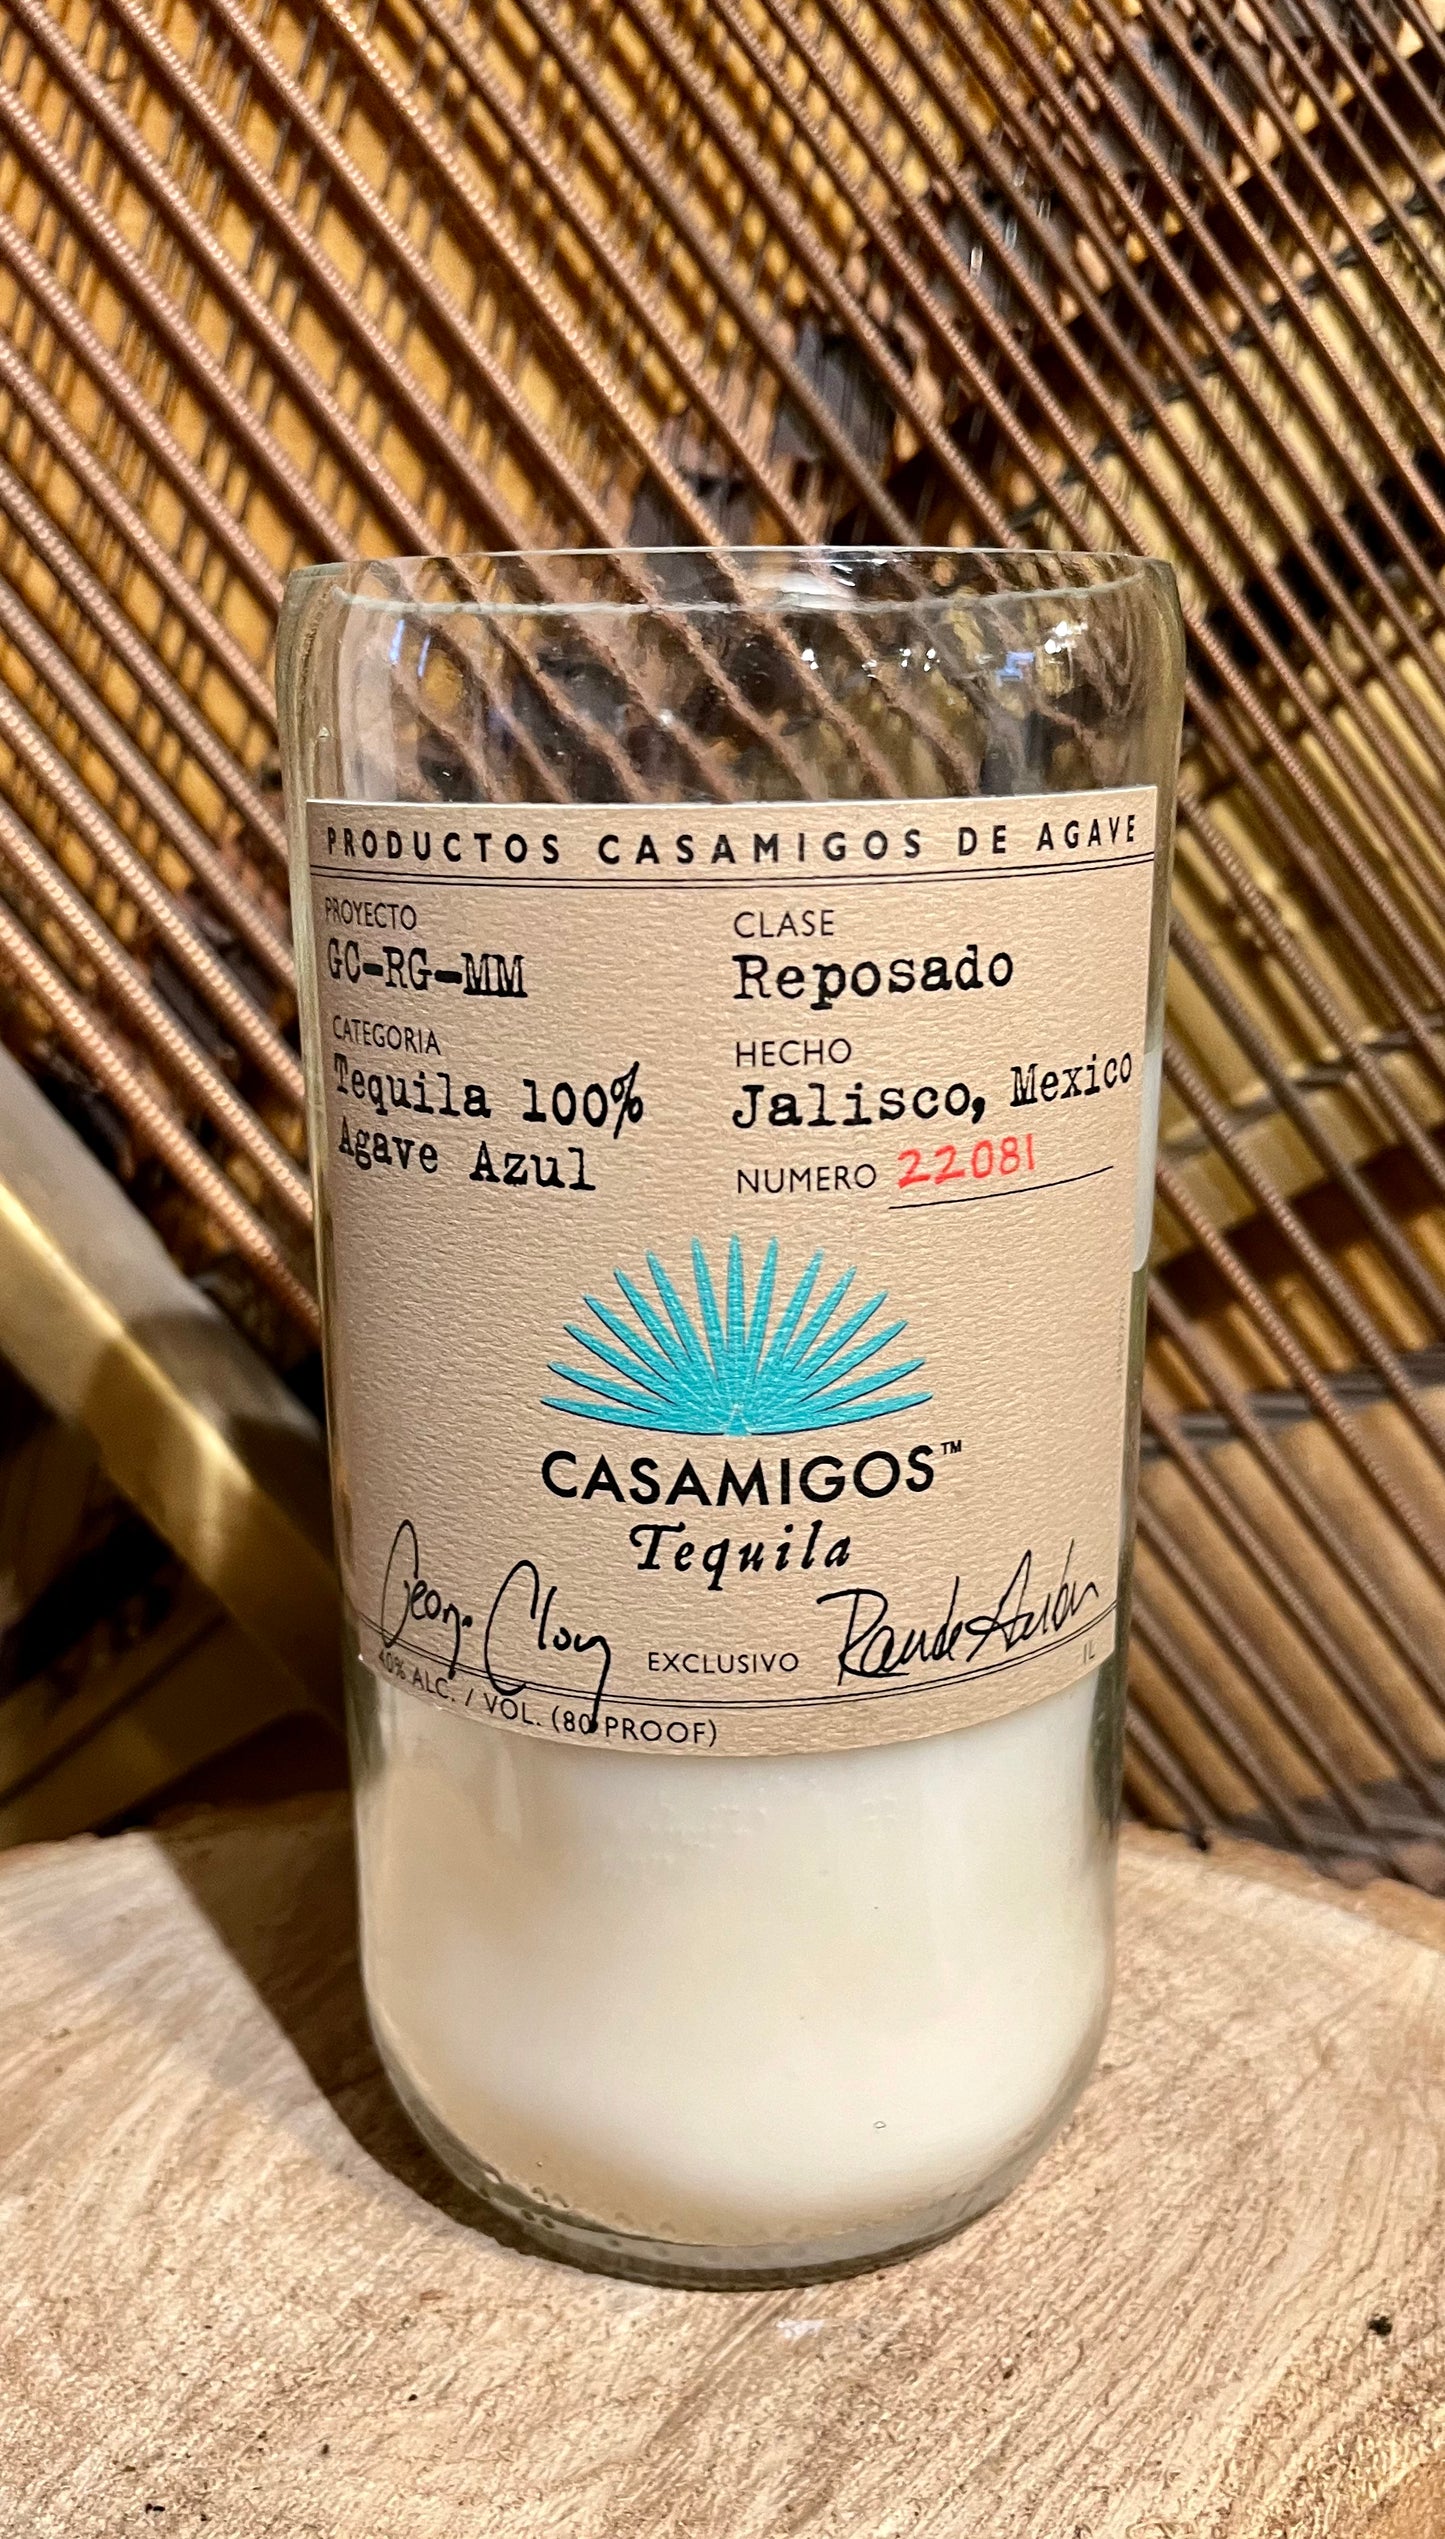 PRODUCTOS CASAMIGOS DE AGAVE
PROYECTO
GC-RG-MM
CATEGORIA
Tequila 100%
Agave Azul
CLASE
Reposado
HECHO
Jalisco, Mexico
NUMERO 22081
CASAMIGOS™
Tequila
EXCLUSIVO
1L
40% ALC. / VOL. (80 PROOF)